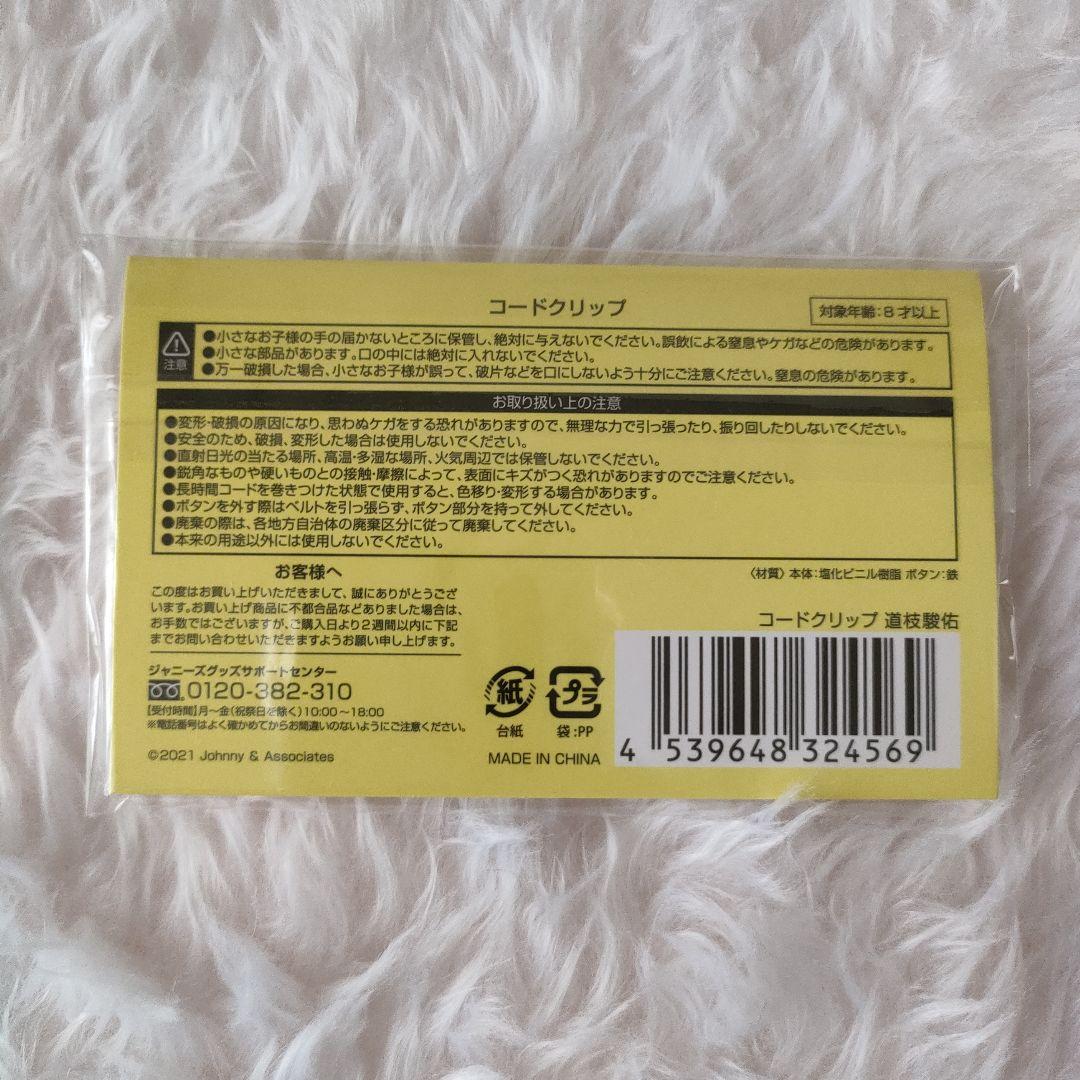 コードクリップ
対象年齢:8才以上
注意
●小さなお子様の手の届かないところに保管し、絶対に与えないでください。誤飲による窒息やケガなどの危険があります。
●小さな部品があります。口の中には絶対に入れないでください。
●万一破損した場合、小さなお子様が誤って、破片などを口にしないよう十分にご注意ください。窒息の危険があります。
お取り扱い上の注意
●変形・破損の原因になり、思わぬケガをする恐れがありますので、無理な力で引っ張ったり、振り回したりしないでください。
●安全のため、破損、変形した場合は使用しないでください。
●直射日光の当たる場所、高温・多湿な場所、火気周辺では保管しないでください。
●鋭角なものや硬いものとの接触・摩擦によって、表面にキズがつく恐れがありますのでご注意ください。
●長時間コードを巻きつけた状態で使用すると、色移り・変形する場合があります。
●ボタンを外す際はベルトを引っ張らず、ボタン部分を持って外してください。
●廃棄の際は、各地方自治体の廃棄区分に従って廃棄してください。
●本来の用途以外には使用しないでください。
お客様へ
この度はお買い上げいただきまして、誠にありがとうござ
います。お買い上げ商品に不都合品などありました場合は、
お手数ではございますが、ご購入日より2週間以内に下記
までお問い合わせいただきますようお願い申し上げます。
ジャニーズグッズサポートセンター
0120-382-310
【受付時間】月~金(祝祭日を除く)10:00~18:00
※電話番号はよく確かめてからお間違いのないようにご注意ください。
©2021 Johnny & Associates
〈材質〉本体:塩化ビニル樹脂 ボタン:鉄
コードクリップ 道枝駿佑
紙
台紙
プラ
袋:PP
MADE IN CHINA
4 539648 324569